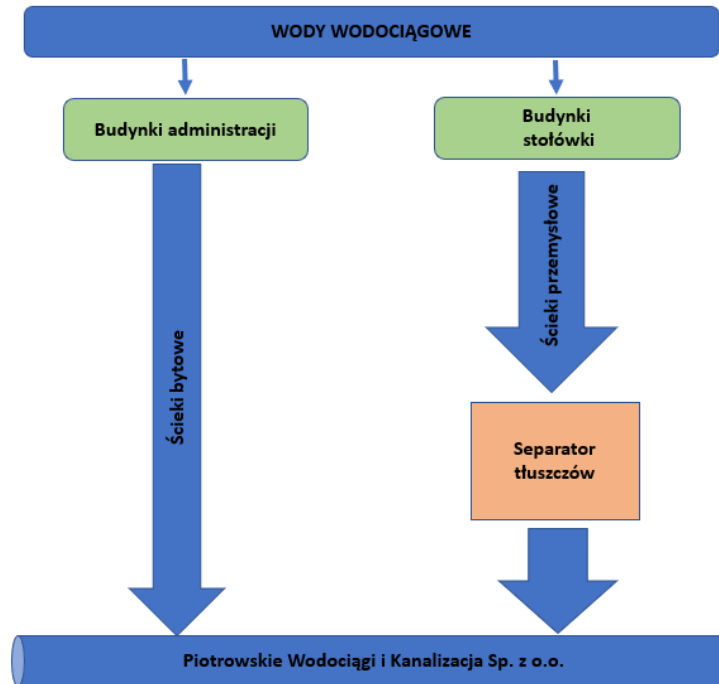 WODY WODOCIĄGOWE
Budynki administracji
Budynki
stołówki
Ścieki bytowe
Ścieki przemysłowe
Separator
tłuszczów
Piotrowskie Wodociągi i Kanalizacja Sp. z o.o.